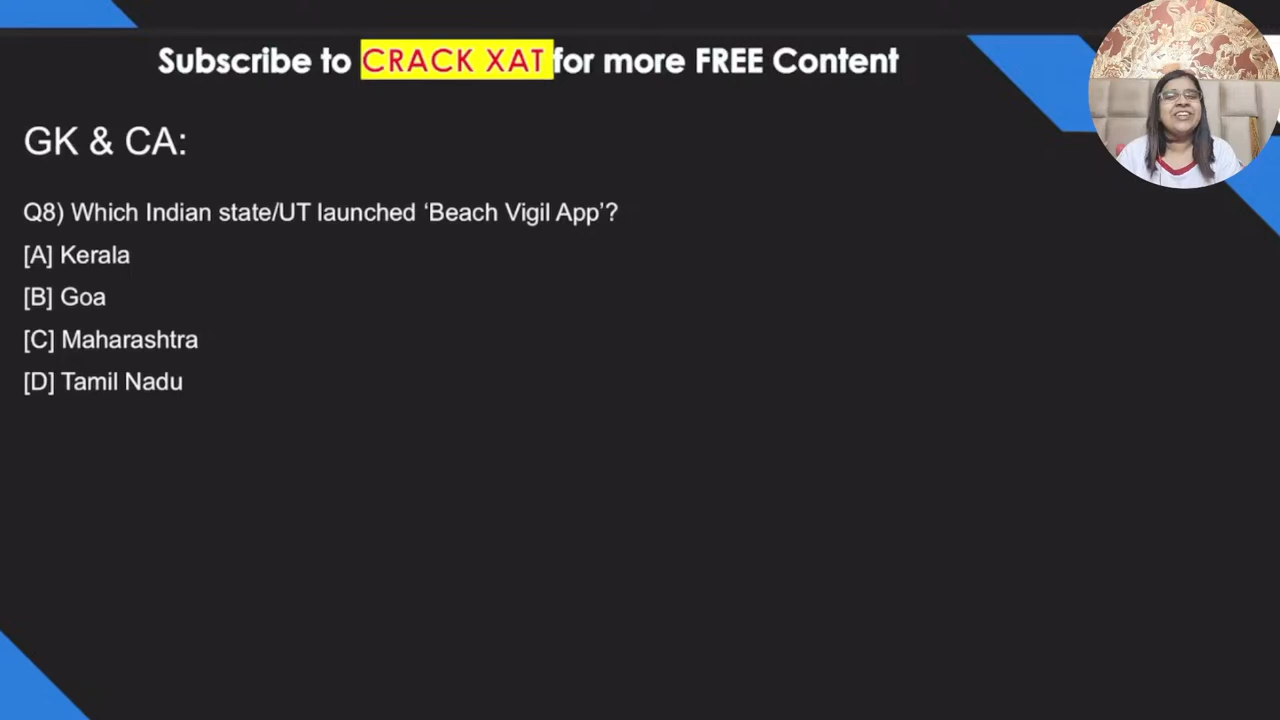 Subscribe to CRACK XAT for more FREE Content
GK & CA:
Q8) Which Indian state/UT launched ‘Beach Vigil App’?
[A] Kerala
[B] Goa
[C] Maharashtra
[D] Tamil Nadu